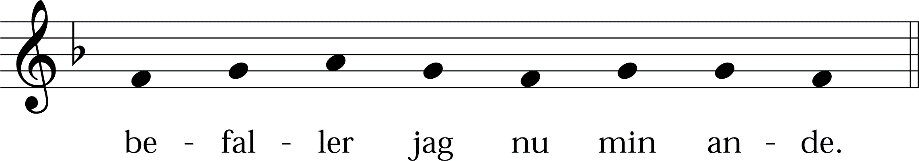 be - fal - ler jag nu min an - de.